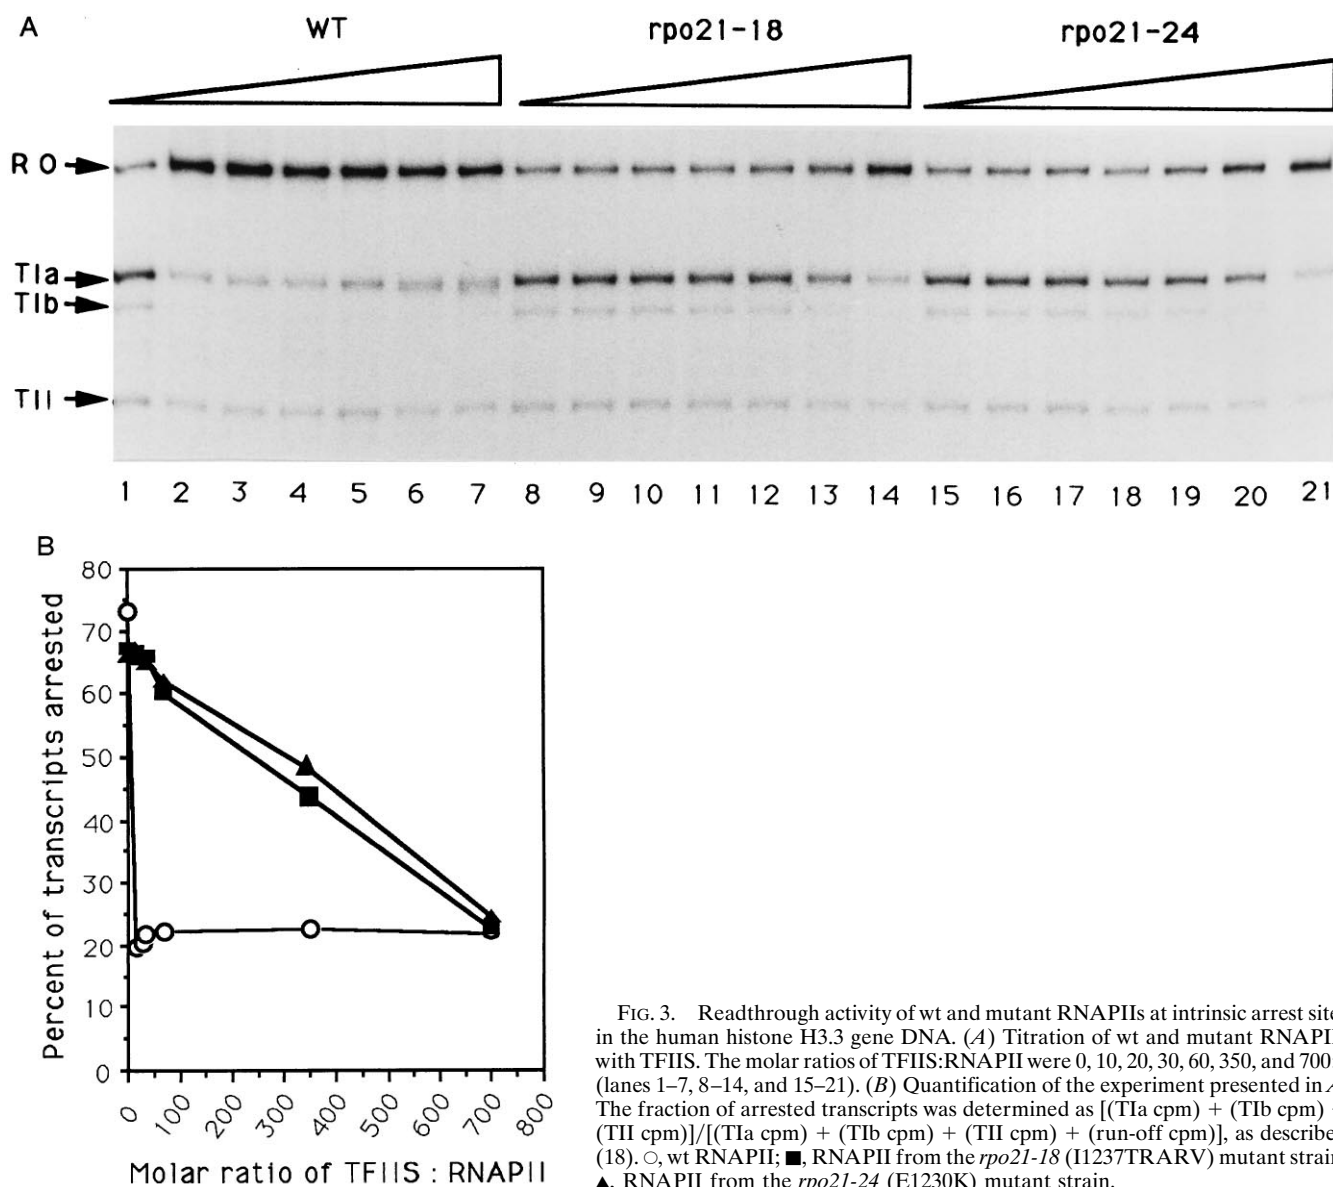 A
WT rpo21-18 rpo21-24
RO
TIa
TIb
TII
1 2 3 4 5 6 7 8 9 10 11 12 13 14 15 16 17 18 19 20 21
B
80
70
60
50
40
30
20
10
0
Percent of transcripts arrested
0 100 200 300 400 500 600 700 800
Molar ratio of TFIIS : RNAPII
FIG. 3. Readthrough activity of wt and mutant RNAPIIs at intrinsic arrest site
in the human histone H3.3 gene DNA. (A) Titration of wt and mutant RNAPI
with TFIIS. The molar ratios of TFIIS:RNAPII were 0, 10, 20, 30, 60, 350, and 700
(lanes 1–7, 8–14, and 15–21). (B) Quantification of the experiment presented in A
The fraction of arrested transcripts was determined as [(TIa cpm) + (TIb cpm)
(TII cpm)]/[(TIa cpm) + (TIb cpm) + (TII cpm) + (run-off cpm)], as describe
(18). ○, wt RNAPII; ■, RNAPII from the rpo21-18 (I1237TRARV) mutant strain
▲, RNAPII from the rpo21-24 (E1230K) mutant strain.